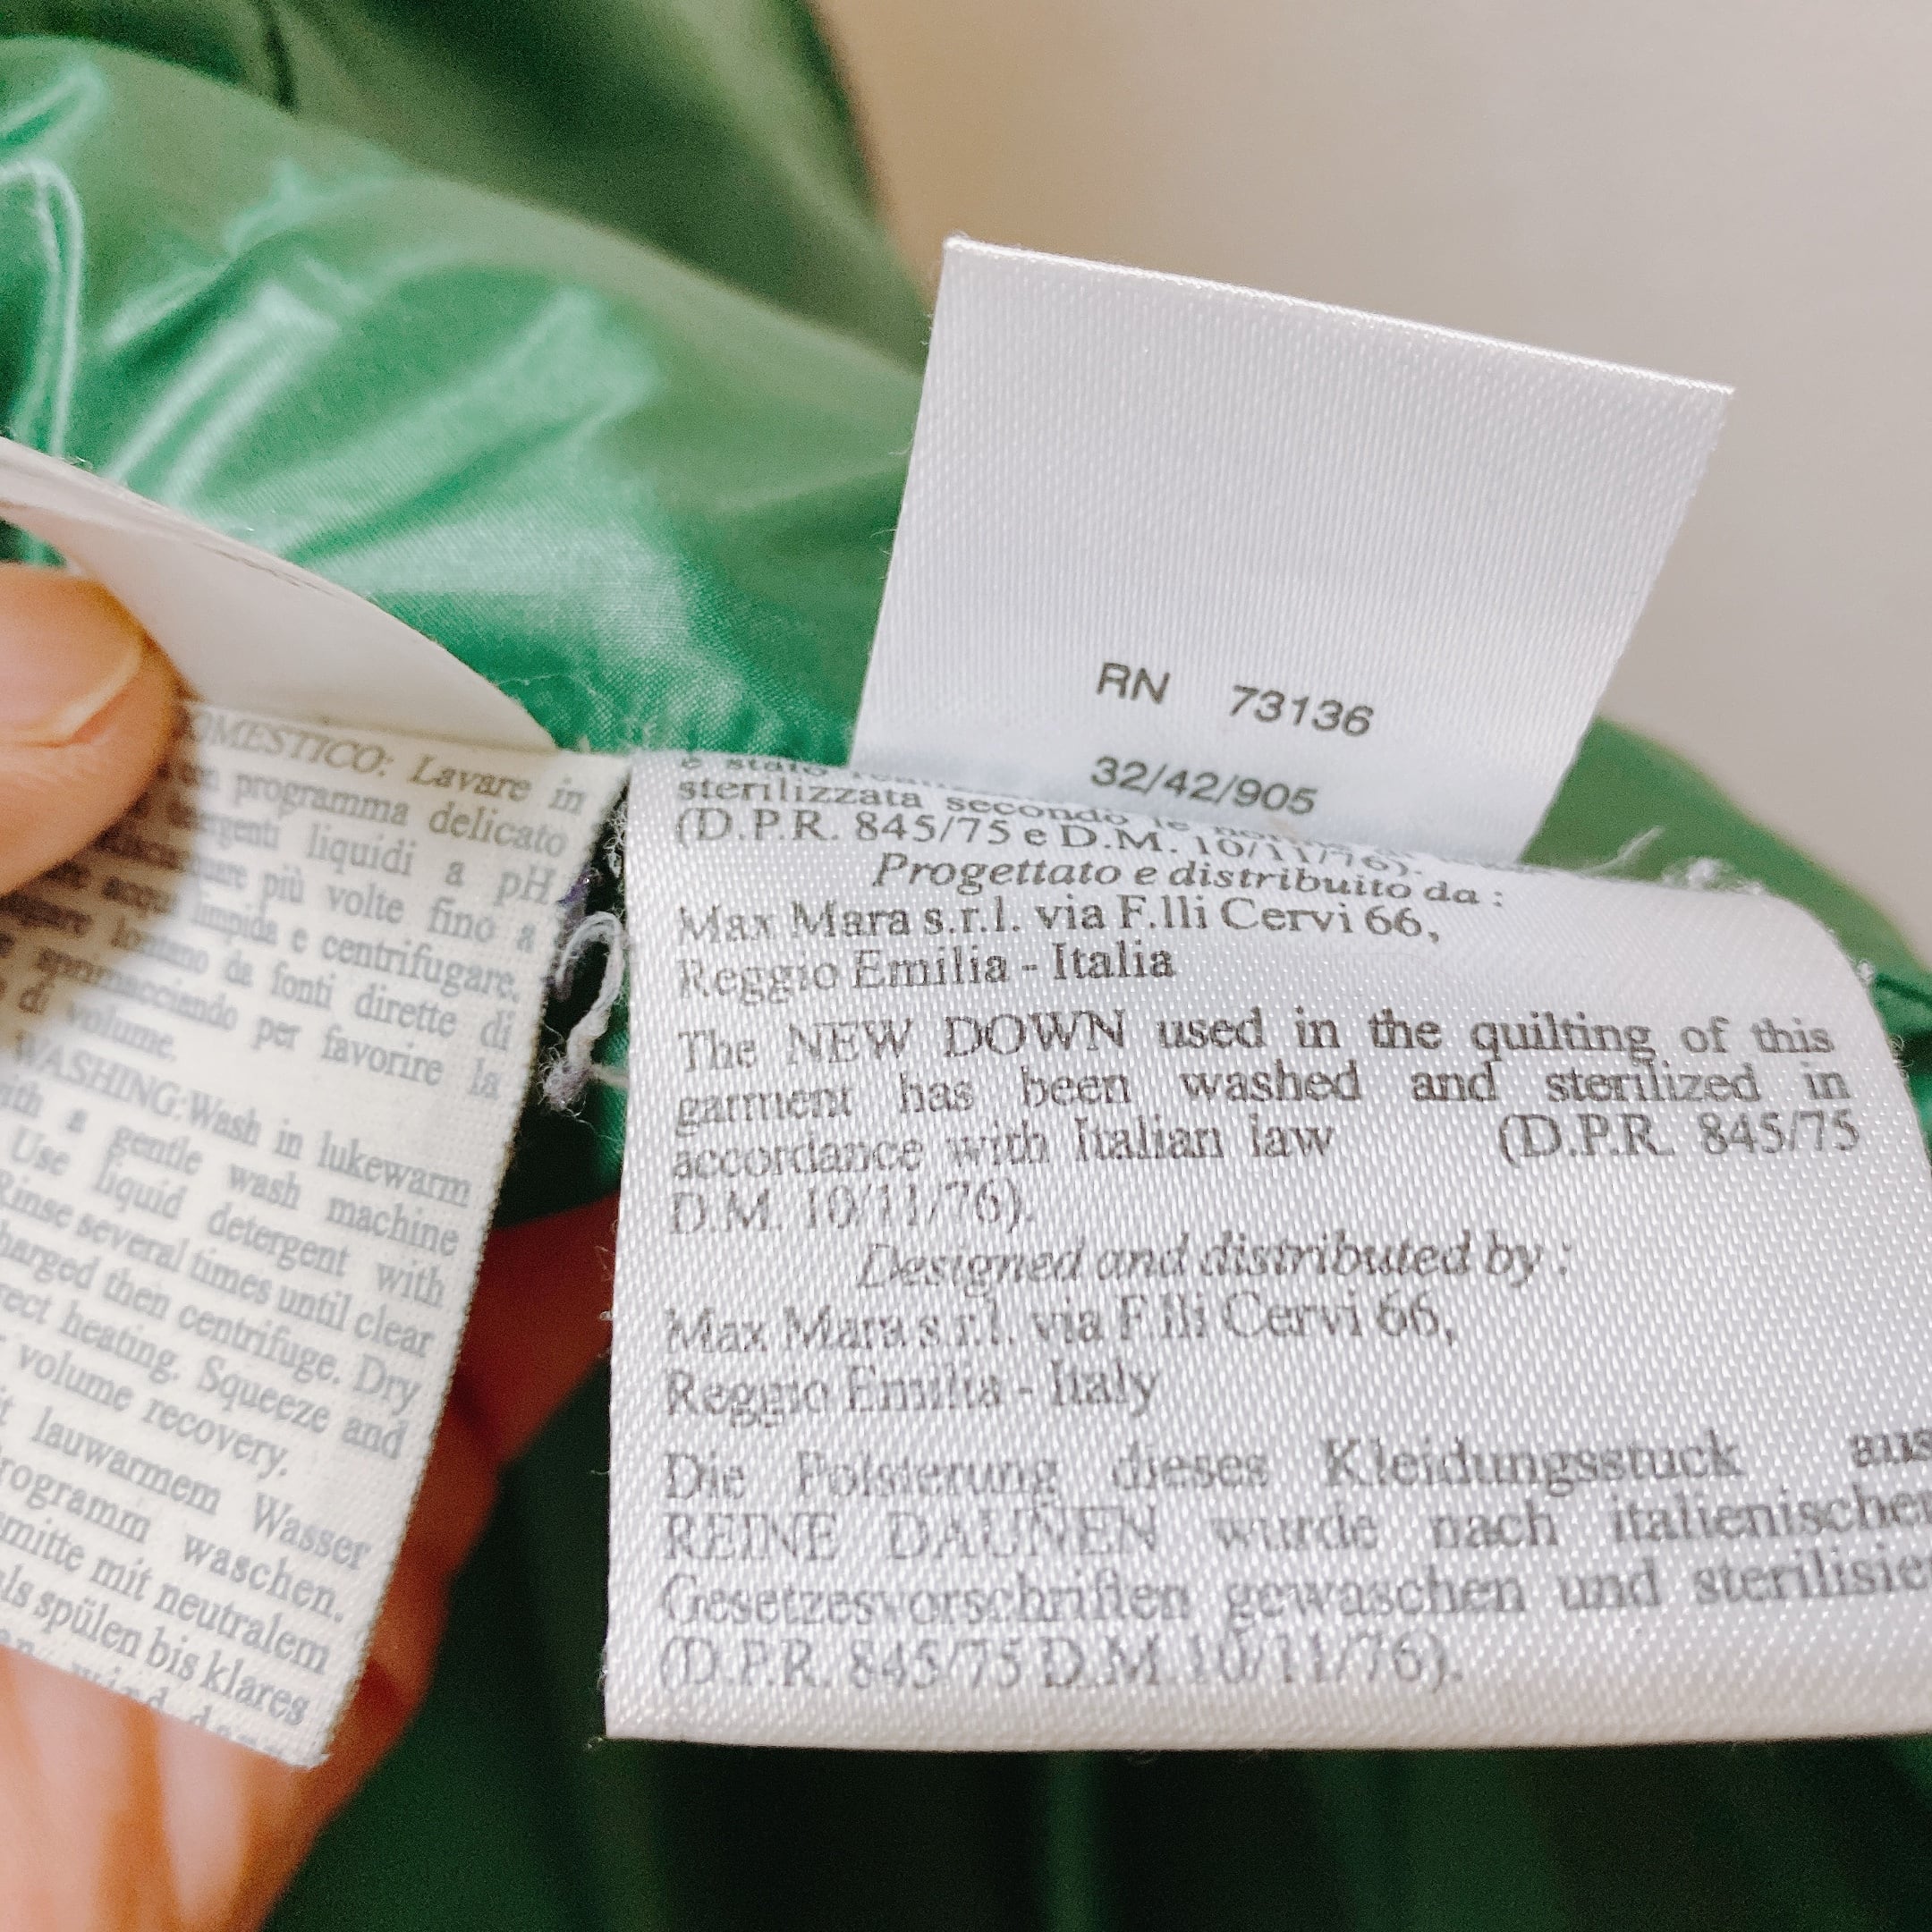 RN 73136
32/42/905
sterilizzata secondo le
(D.P.R. 845/75 e D.M. 10/11/76).
Progettato e distribuito da :
Max Mara s.r.l. via F.lli Cervi 66,
Reggio Emilia - Italia
The NEW DOWN used in the quilting of this
garment has been washed and sterilized in
accordance with Italian law (D.P.R. 845/75
D.M. 10/11/76).
Designed and distributed by :
Max Mara s.r.l. via F.lli Cervi 66,
Reggio Emilia - Italy
Die Polsterung dieses Kleidungsstuck aus
REINE DAUNEN wurde nach italienischen
Gesetzesvorschriften gewaschen und sterilisie
(D.P.R. 845/75 D.M. 10/11/76).
OMESTICO: Lavare in
programma delicato
liquidi a pH
più volte fino a
limpida e centrifugare.
da fonti dirette di
per favorire la
volume.
WASHING: Wash in lukewarm
with a gentle wash machine
Use liquid detergent with
Rinse several times until clear
then centrifuge. Dry
heating. Squeeze and
volume recovery.
lauwarmem Wasser
waschen.
mit neutralem
spülen bis klares